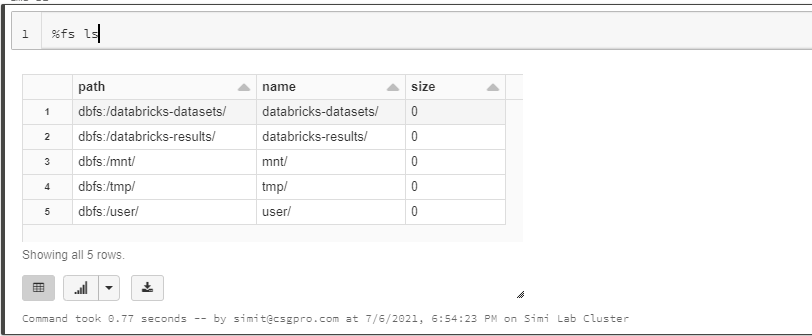 1 %fs ls
path name size
1 dbfs:/databricks-datasets/ databricks-datasets/ 0
2 dbfs:/databricks-results/ databricks-results/ 0
3 dbfs:/mnt/ mnt/ 0
4 dbfs:/tmp/ tmp/ 0
5 dbfs:/user/ user/ 0
Showing all 5 rows.
Command took 0.77 seconds -- by simit@csgpro.com at 7/6/2021, 6:54:23 PM on Simi Lab Cluster